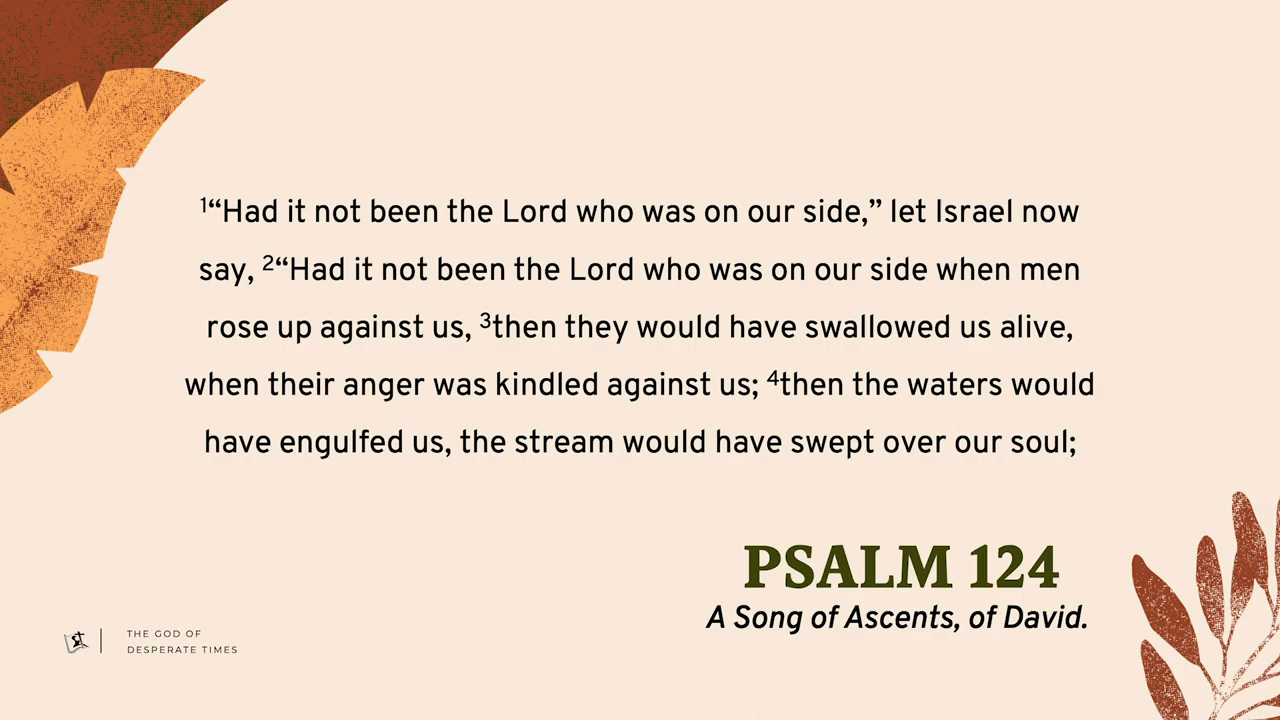 ¹“Had it not been the Lord who was on our side,” let Israel now
say, ²“Had it not been the Lord who was on our side when men
rose up against us, ³then they would have swallowed us alive,
when their anger was kindled against us; ⁴then the waters would
have engulfed us, the stream would have swept over our soul;
PSALM 124
A Song of Ascents, of David.
THE GOD OF
DESPERATE TIMES